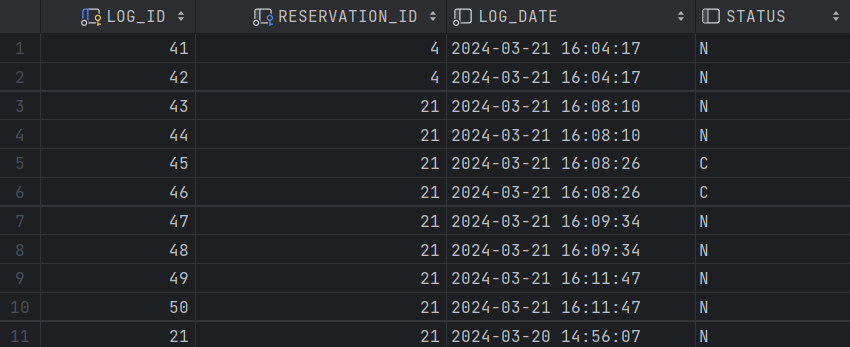 LOG_ID RESERVATION_ID LOG_DATE STATUS
1 41 4 2024-03-21 16:04:17 N
2 42 4 2024-03-21 16:04:17 N
3 43 21 2024-03-21 16:08:10 N
4 44 21 2024-03-21 16:08:10 N
5 45 21 2024-03-21 16:08:26 C
6 46 21 2024-03-21 16:08:26 C
7 47 21 2024-03-21 16:09:34 N
8 48 21 2024-03-21 16:09:34 N
9 49 21 2024-03-21 16:11:47 N
10 50 21 2024-03-21 16:11:47 N
11 21 21 2024-03-20 14:56:07 N